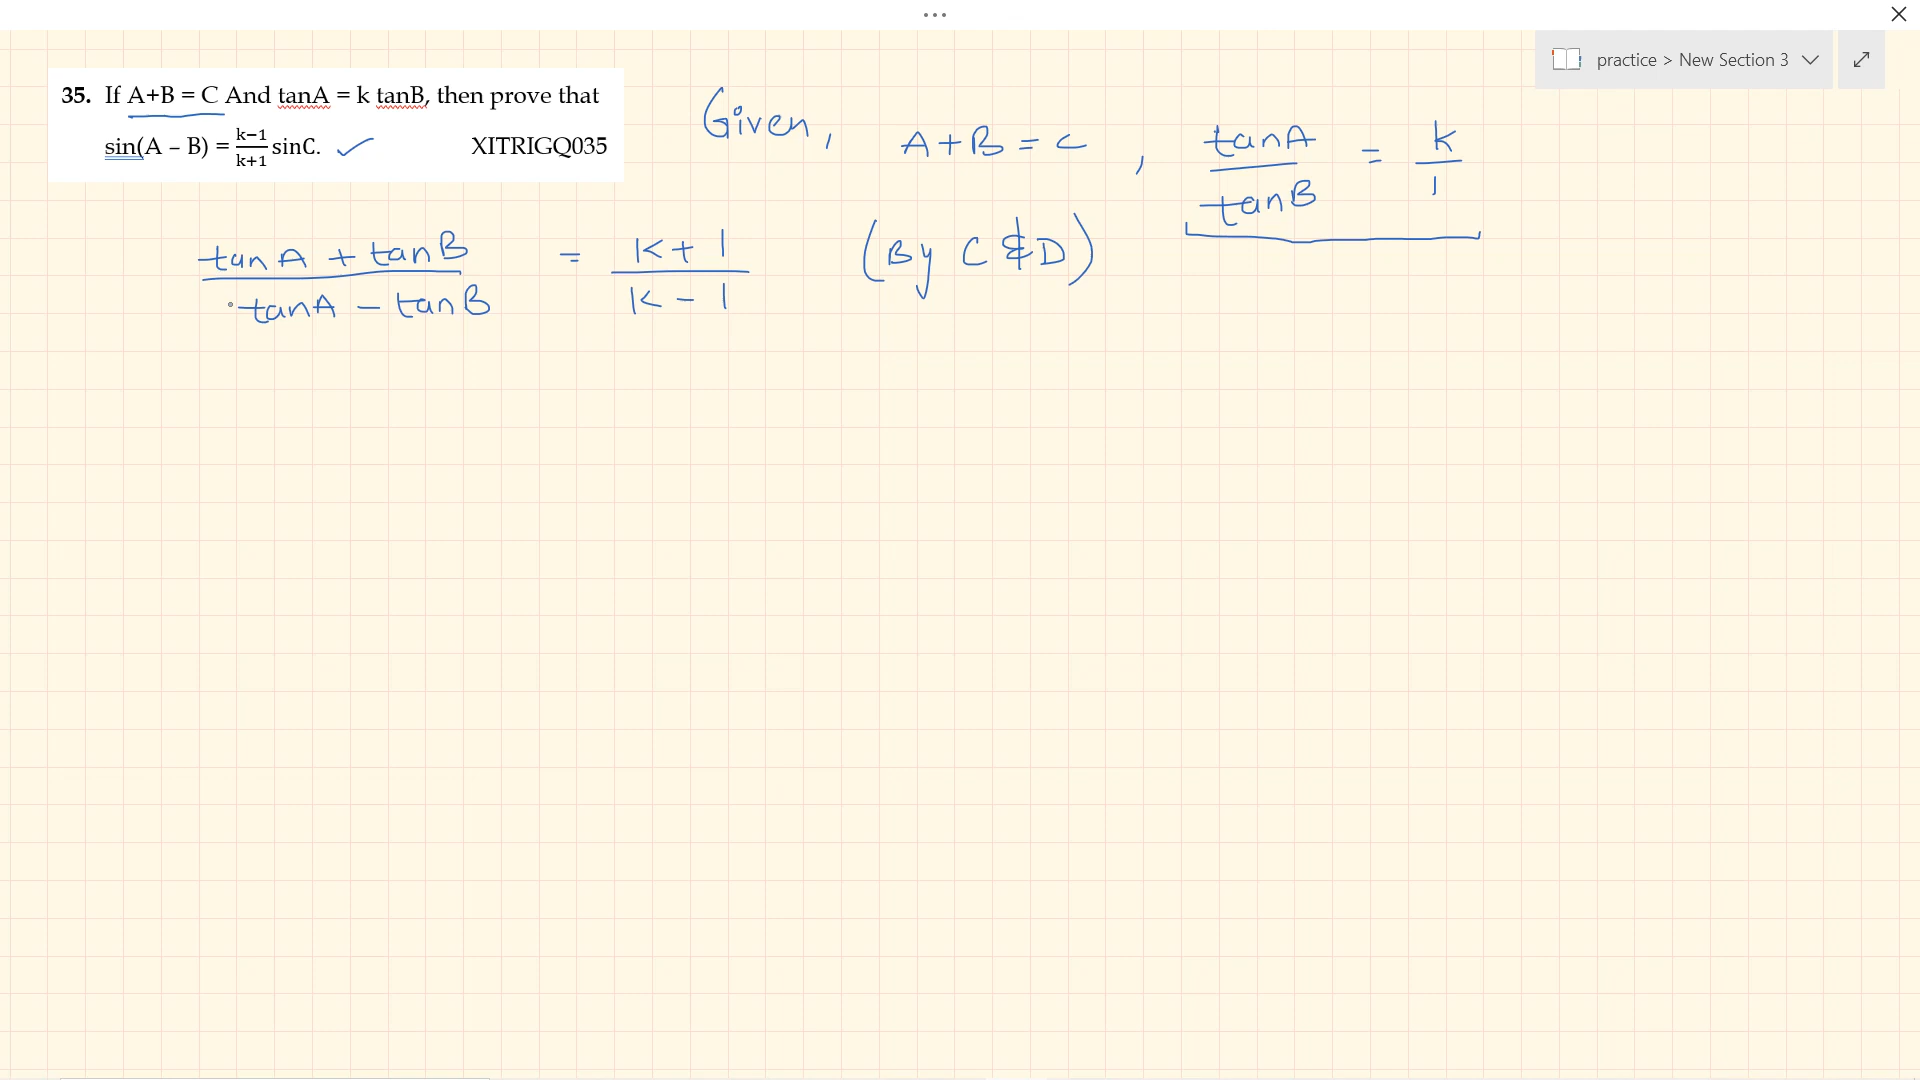 practice > New Section 3
35. If A+B = C And tanA = k tanB, then prove that
sin(A – B) = k−1/k+1 sinC. XITRIGQ035
Given, A+B = C , tanA/tanB = k/1
tanA + tanB / tanA − tanB = k+1 / k−1 (By C & D)